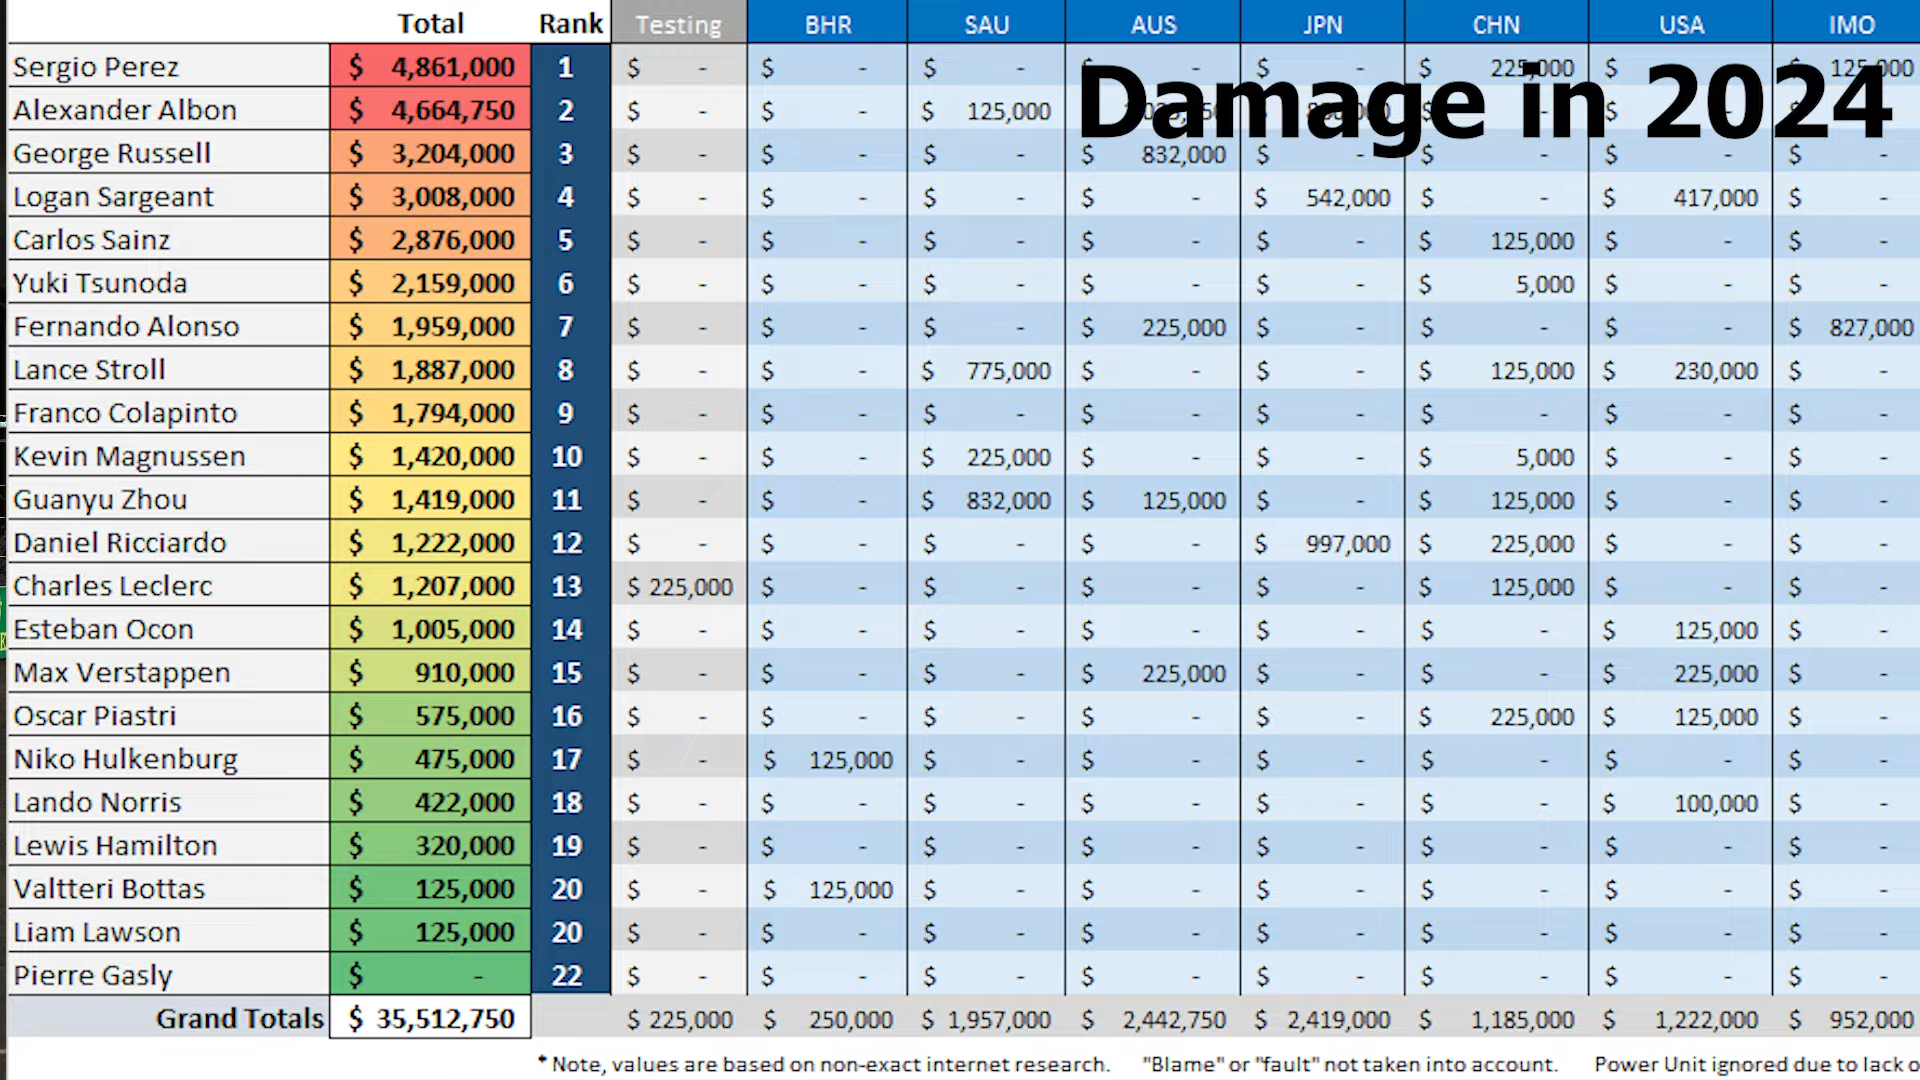 Total Rank Testing BHR SAU AUS JPN CHN USA IMO
Damage in 2024
Sergio Perez $ 4,861,000 1 $ - $ - $ - $ - $ - $ 225,000 $ - $ 125,000
Alexander Albon $ 4,664,750 2 $ - $ - $ 125,000 $ $ $ - $ - $ -
George Russell $ 3,204,000 3 $ - $ - $ - $ 832,000 $ - $ - $ - $ -
Logan Sargeant $ 3,008,000 4 $ - $ - $ - $ - $ 542,000 $ - $ 417,000 $ -
Carlos Sainz $ 2,876,000 5 $ - $ - $ - $ - $ - $ 125,000 $ - $ -
Yuki Tsunoda $ 2,159,000 6 $ - $ - $ - $ - $ - $ 5,000 $ - $ -
Fernando Alonso $ 1,959,000 7 $ - $ - $ - $ 225,000 $ - $ - $ - $ 827,000
Lance Stroll $ 1,887,000 8 $ - $ - $ 775,000 $ - $ - $ 125,000 $ 230,000 $ -
Franco Colapinto $ 1,794,000 9 $ - $ - $ - $ - $ - $ - $ - $ -
Kevin Magnussen $ 1,420,000 10 $ - $ - $ 225,000 $ - $ - $ 5,000 $ - $ -
Guanyu Zhou $ 1,419,000 11 $ - $ - $ 832,000 $ 125,000 $ - $ 125,000 $ - $ -
Daniel Ricciardo $ 1,222,000 12 $ - $ - $ - $ - $ 997,000 $ 225,000 $ - $ -
Charles Leclerc $ 1,207,000 13 $ 225,000 $ - $ - $ - $ - $ 125,000 $ - $ -
Esteban Ocon $ 1,005,000 14 $ - $ - $ - $ - $ - $ - $ 125,000 $ -
Max Verstappen $ 910,000 15 $ - $ - $ - $ 225,000 $ - $ - $ 225,000 $ -
Oscar Piastri $ 575,000 16 $ - $ - $ - $ - $ - $ 225,000 $ 125,000 $ -
Niko Hulkenburg $ 475,000 17 $ - $ 125,000 $ - $ - $ - $ - $ - $ -
Lando Norris $ 422,000 18 $ - $ - $ - $ - $ - $ - $ 100,000 $ -
Lewis Hamilton $ 320,000 19 $ - $ - $ - $ - $ - $ - $ - $ -
Valtteri Bottas $ 125,000 20 $ - $ 125,000 $ - $ - $ - $ - $ - $ -
Liam Lawson $ 125,000 20 $ - $ - $ - $ - $ - $ - $ - $ -
Pierre Gasly $ - 22 $ - $ - $ - $ - $ - $ - $ - $ -
Grand Totals $ 35,512,750 $ 225,000 $ 250,000 $ 1,957,000 $ 2,442,750 $ 2,419,000 $ 1,185,000 $ 1,222,000 $ 952,000
* Note, values are based on non-exact internet research. "Blame" or "fault" not taken into account. Power Unit ignored due to lack o